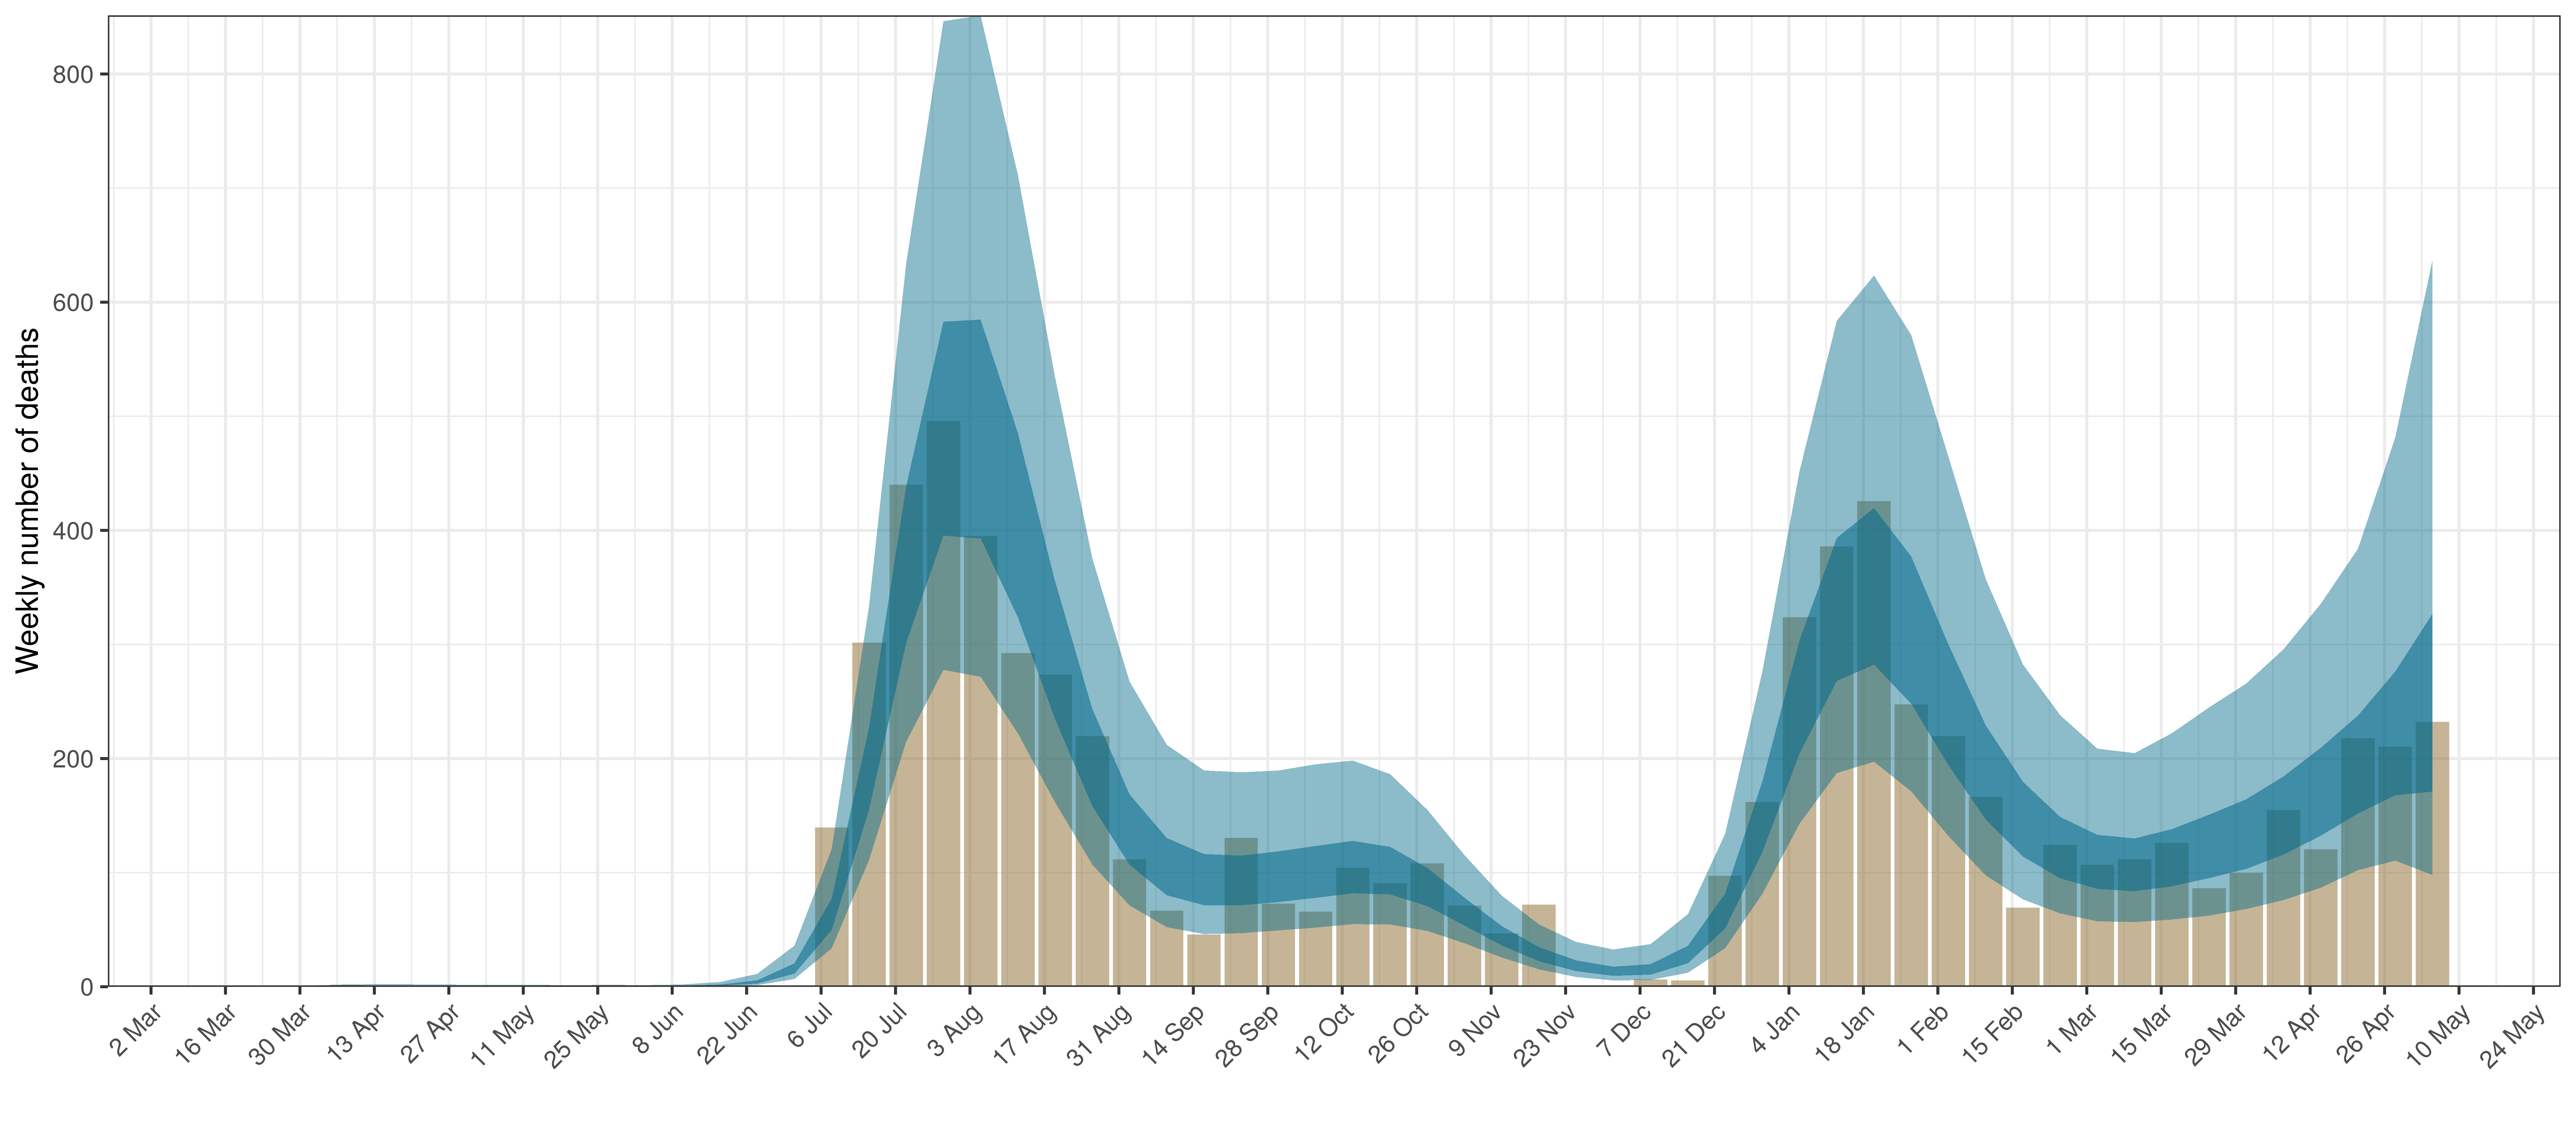 Weekly number of deaths
800
600
400
200
0
2 Mar
16 Mar
30 Mar
13 Apr
27 Apr
11 May
25 May
8 Jun
22 Jun
6 Jul
20 Jul
3 Aug
17 Aug
31 Aug
14 Sep
28 Sep
12 Oct
26 Oct
9 Nov
23 Nov
7 Dec
21 Dec
4 Jan
18 Jan
1 Feb
15 Feb
1 Mar
15 Mar
29 Mar
12 Apr
26 Apr
10 May
24 May